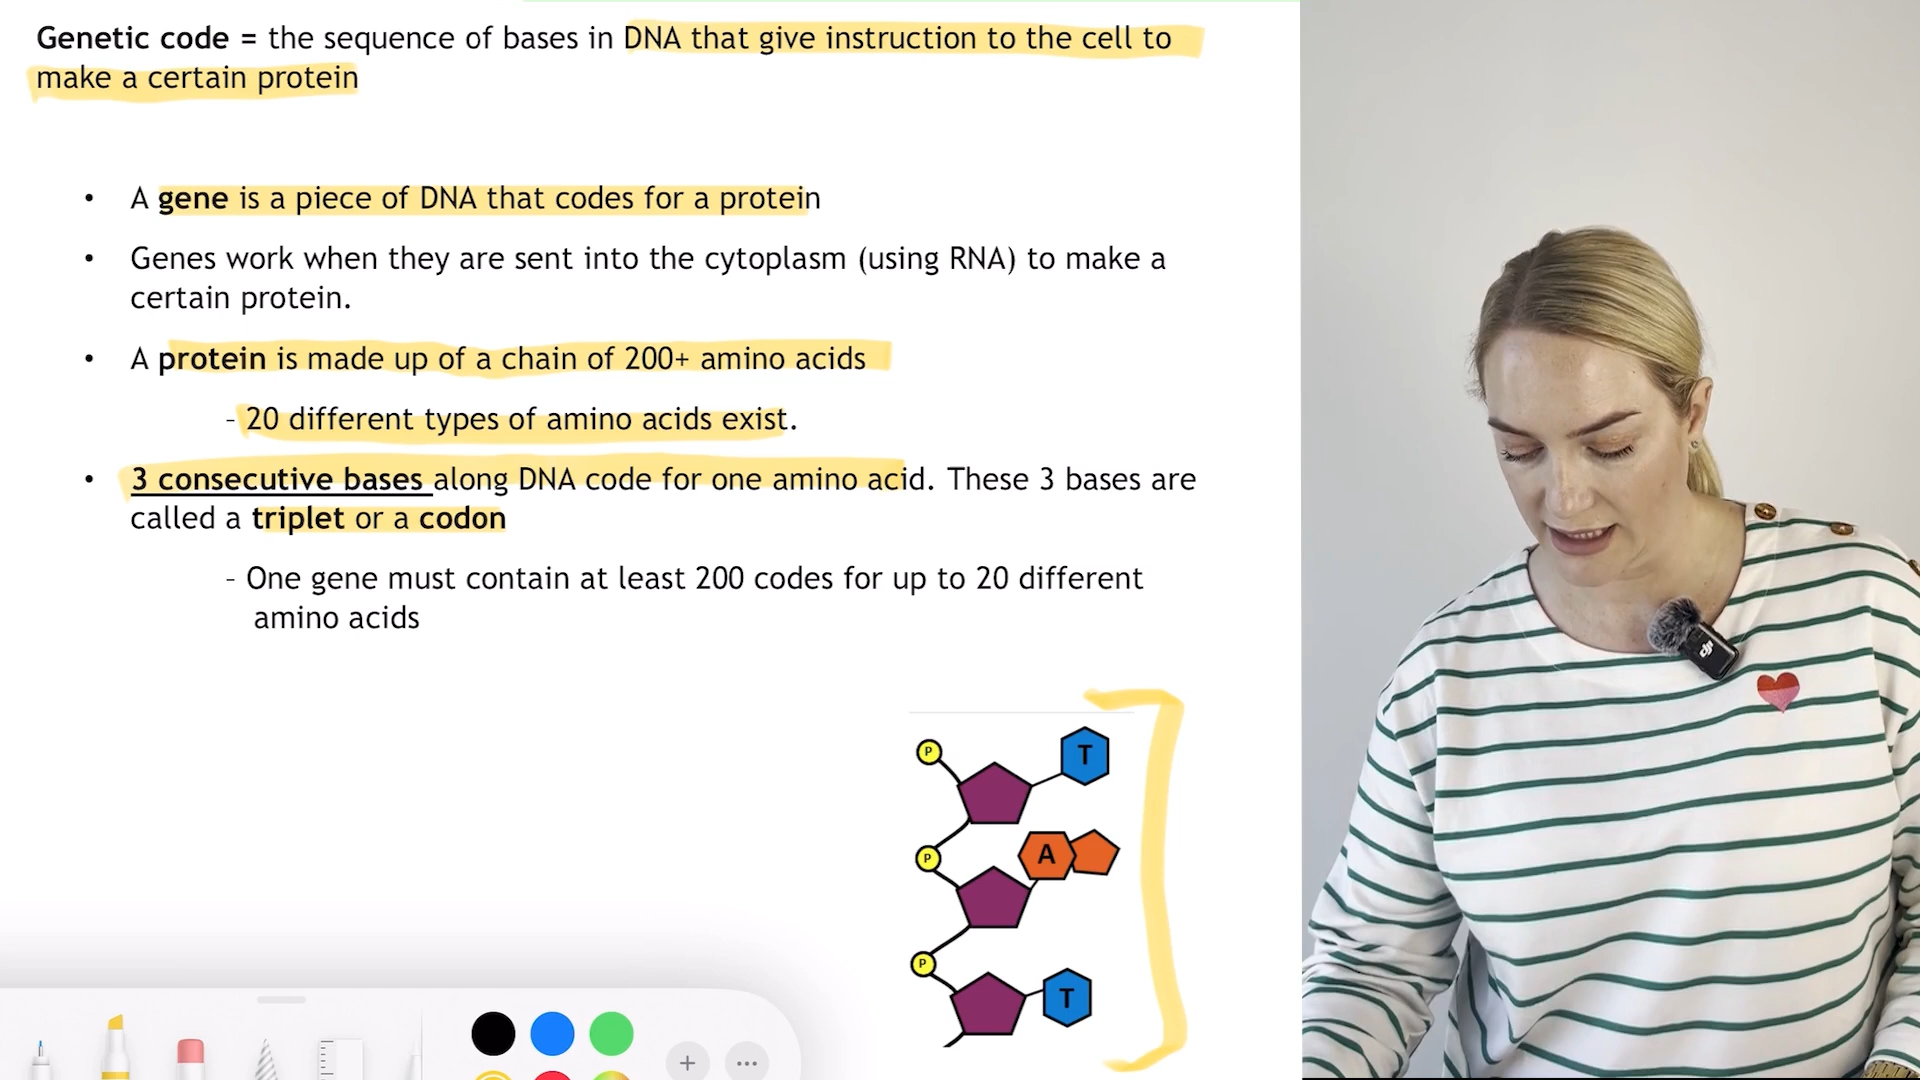 Genetic code = the sequence of bases in DNA that give instruction to the cell to
make a certain protein
• A gene is a piece of DNA that codes for a protein
• Genes work when they are sent into the cytoplasm (using RNA) to make a
certain protein.
• A protein is made up of a chain of 200+ amino acids
– 20 different types of amino acids exist.
• 3 consecutive bases along DNA code for one amino acid. These 3 bases are
called a triplet or a codon
– One gene must contain at least 200 codes for up to 20 different
amino acids
P
T
P
A
P
T
dji